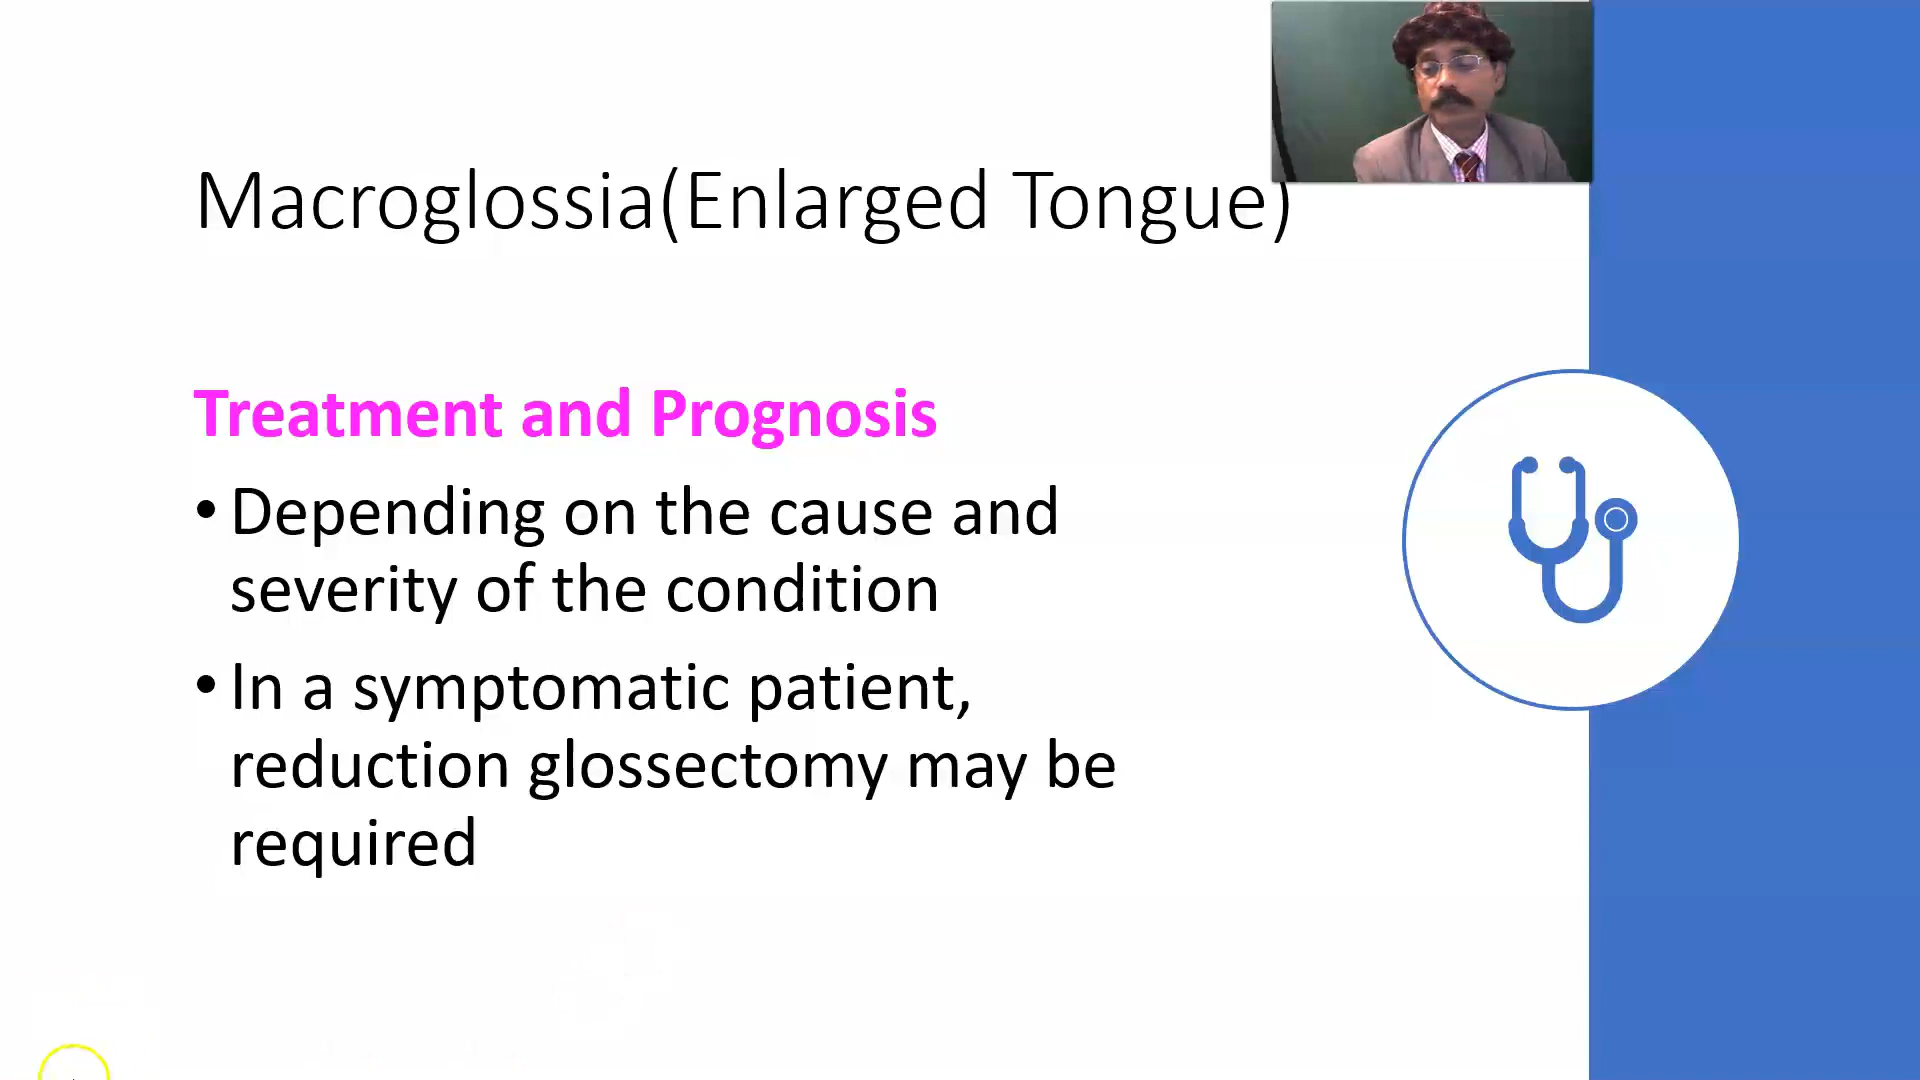 Macroglossia(Enlarged Tongue)
Treatment and Prognosis
• Depending on the cause and
severity of the condition
• In a symptomatic patient,
reduction glossectomy may be
required